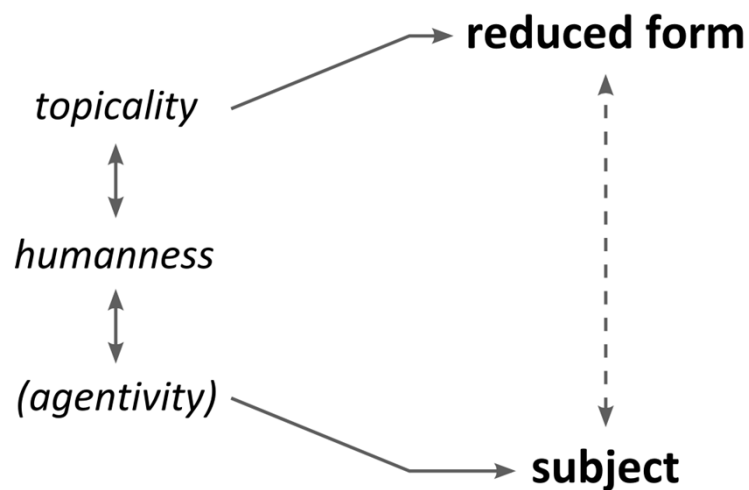 reduced form
topicality
humanness
(agentivity)
subject